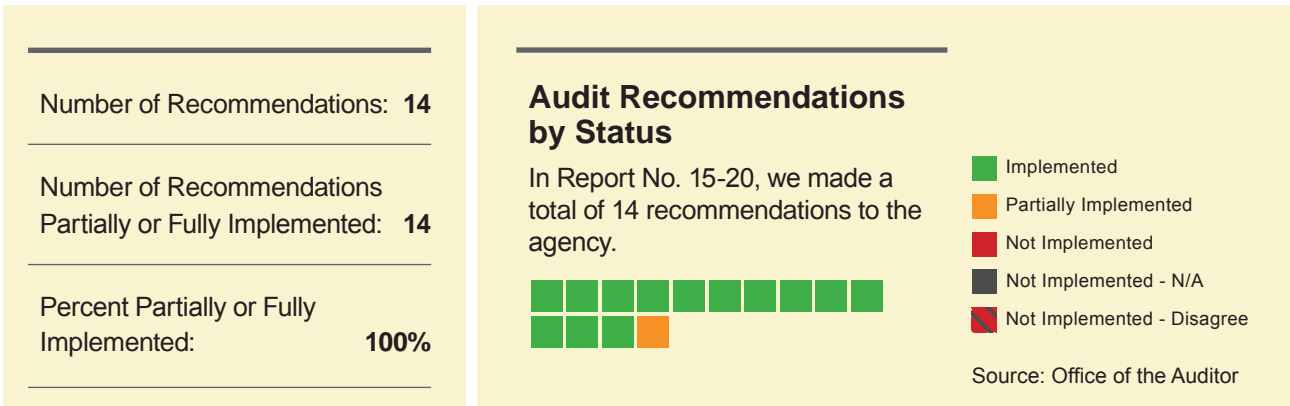 Number of Recommendations: 14
Number of Recommendations
Partially or Fully Implemented: 14
Percent Partially or Fully
Implemented: 100%
Audit Recommendations
by Status
In Report No. 15-20, we made a
total of 14 recommendations to the
agency.
Implemented
Partially Implemented
Not Implemented
Not Implemented - N/A
Not Implemented - Disagree
Source: Office of the Auditor